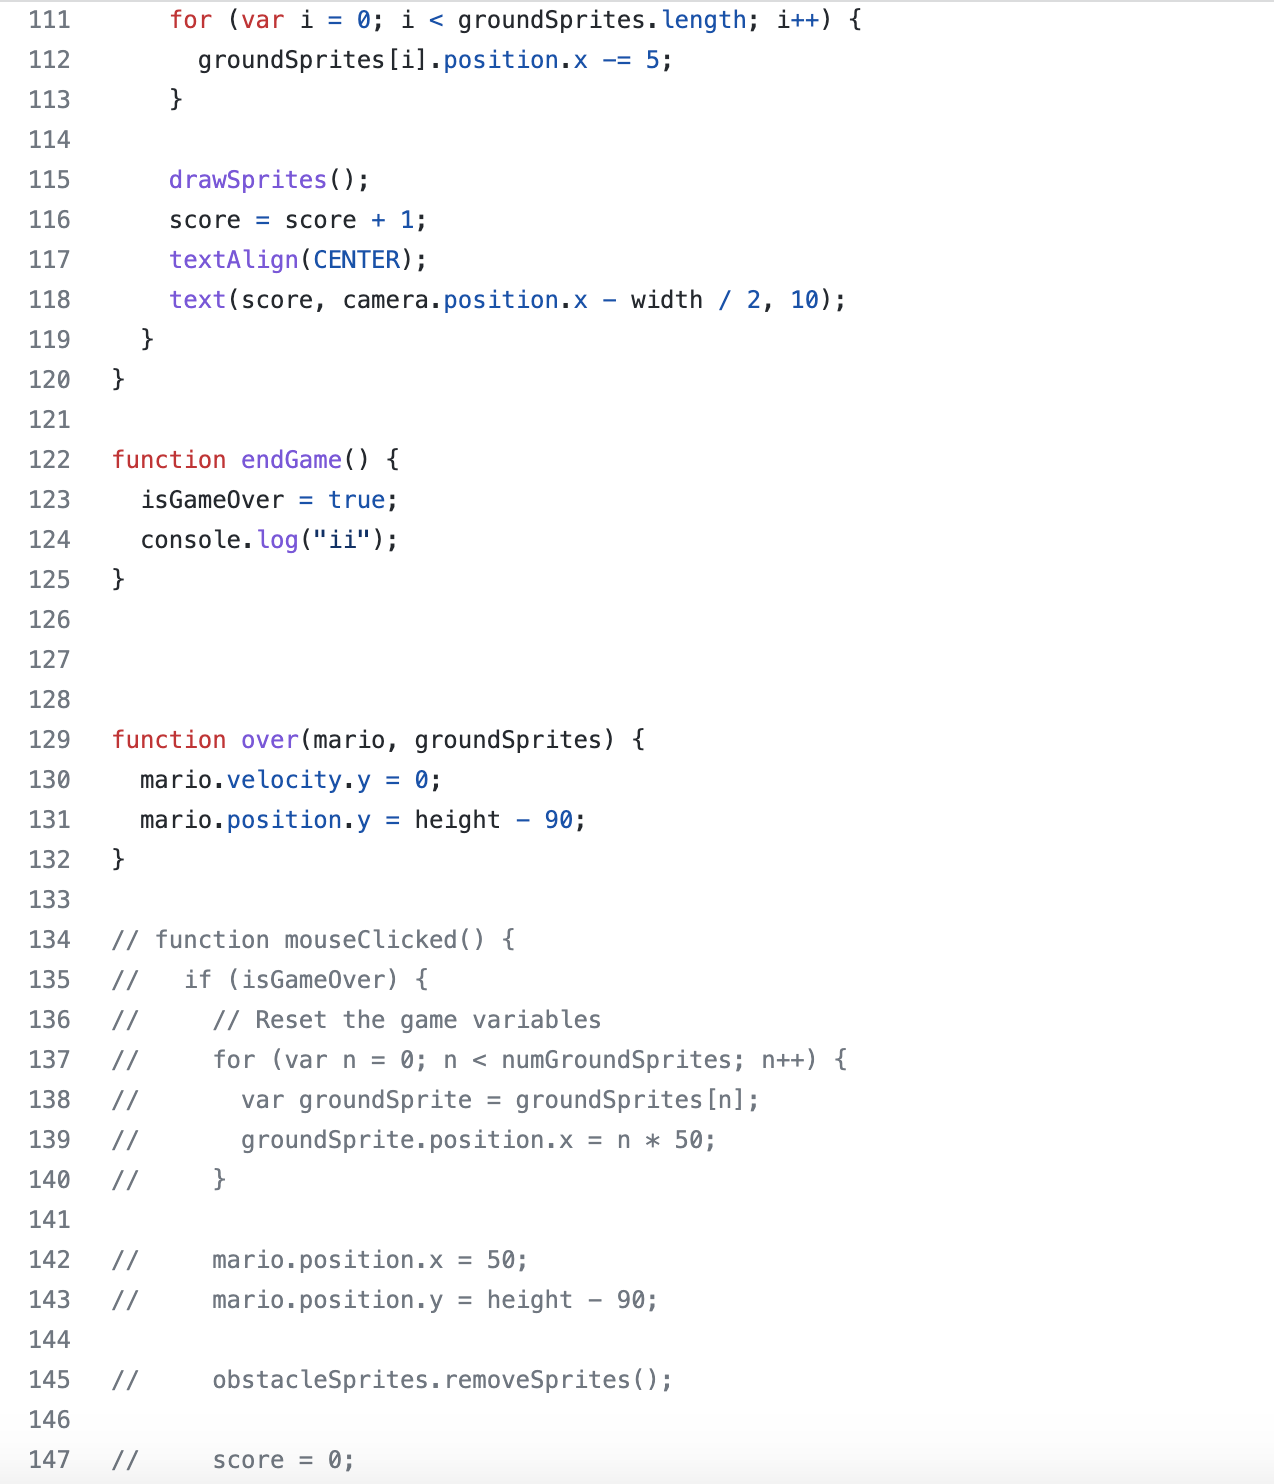 111 for (var i = 0; i < groundSprites.length; i++) {
112 groundSprites[i].position.x -= 5;
113 }
114
115 drawSprites();
116 score = score + 1;
117 textAlign(CENTER);
118 text(score, camera.position.x - width / 2, 10);
119 }
120 }
121
122 function endGame() {
123 isGameOver = true;
124 console.log("ii");
125 }
126
127
128
129 function over(mario, groundSprites) {
130 mario.velocity.y = 0;
131 mario.position.y = height - 90;
132 }
133
134 // function mouseClicked() {
135 // if (isGameOver) {
136 // // Reset the game variables
137 // for (var n = 0; n < numGroundSprites; n++) {
138 // var groundSprite = groundSprites[n];
139 // groundSprite.position.x = n * 50;
140 // }
141
142 // mario.position.x = 50;
143 // mario.position.y = height - 90;
144
145 // obstacleSprites.removeSprites();
146
147 // score = 0;